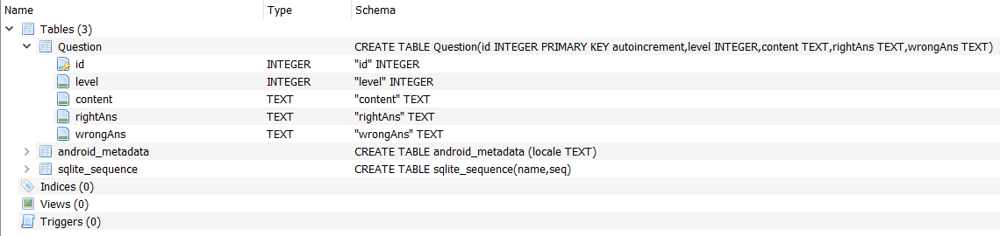 Name Type Schema
Tables (3)
Question CREATE TABLE Question(id INTEGER PRIMARY KEY autoincrement,level INTEGER,content TEXT,rightAns TEXT,wrongAns TEXT)
id INTEGER "id" INTEGER
level INTEGER "level" INTEGER
content TEXT "content" TEXT
rightAns TEXT "rightAns" TEXT
wrongAns TEXT "wrongAns" TEXT
android_metadata CREATE TABLE android_metadata (locale TEXT)
sqlite_sequence CREATE TABLE sqlite_sequence(name,seq)
Indices (0)
Views (0)
Triggers (0)